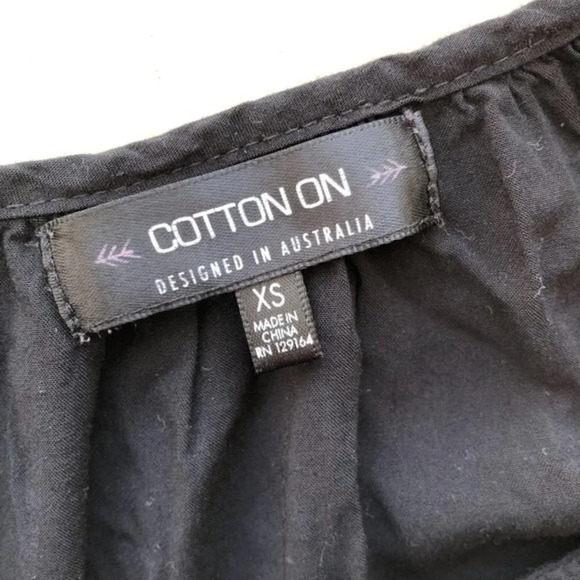 COTTON ON
DESIGNED IN AUSTRALIA
XS
MADE IN
CHINA
RN 129164